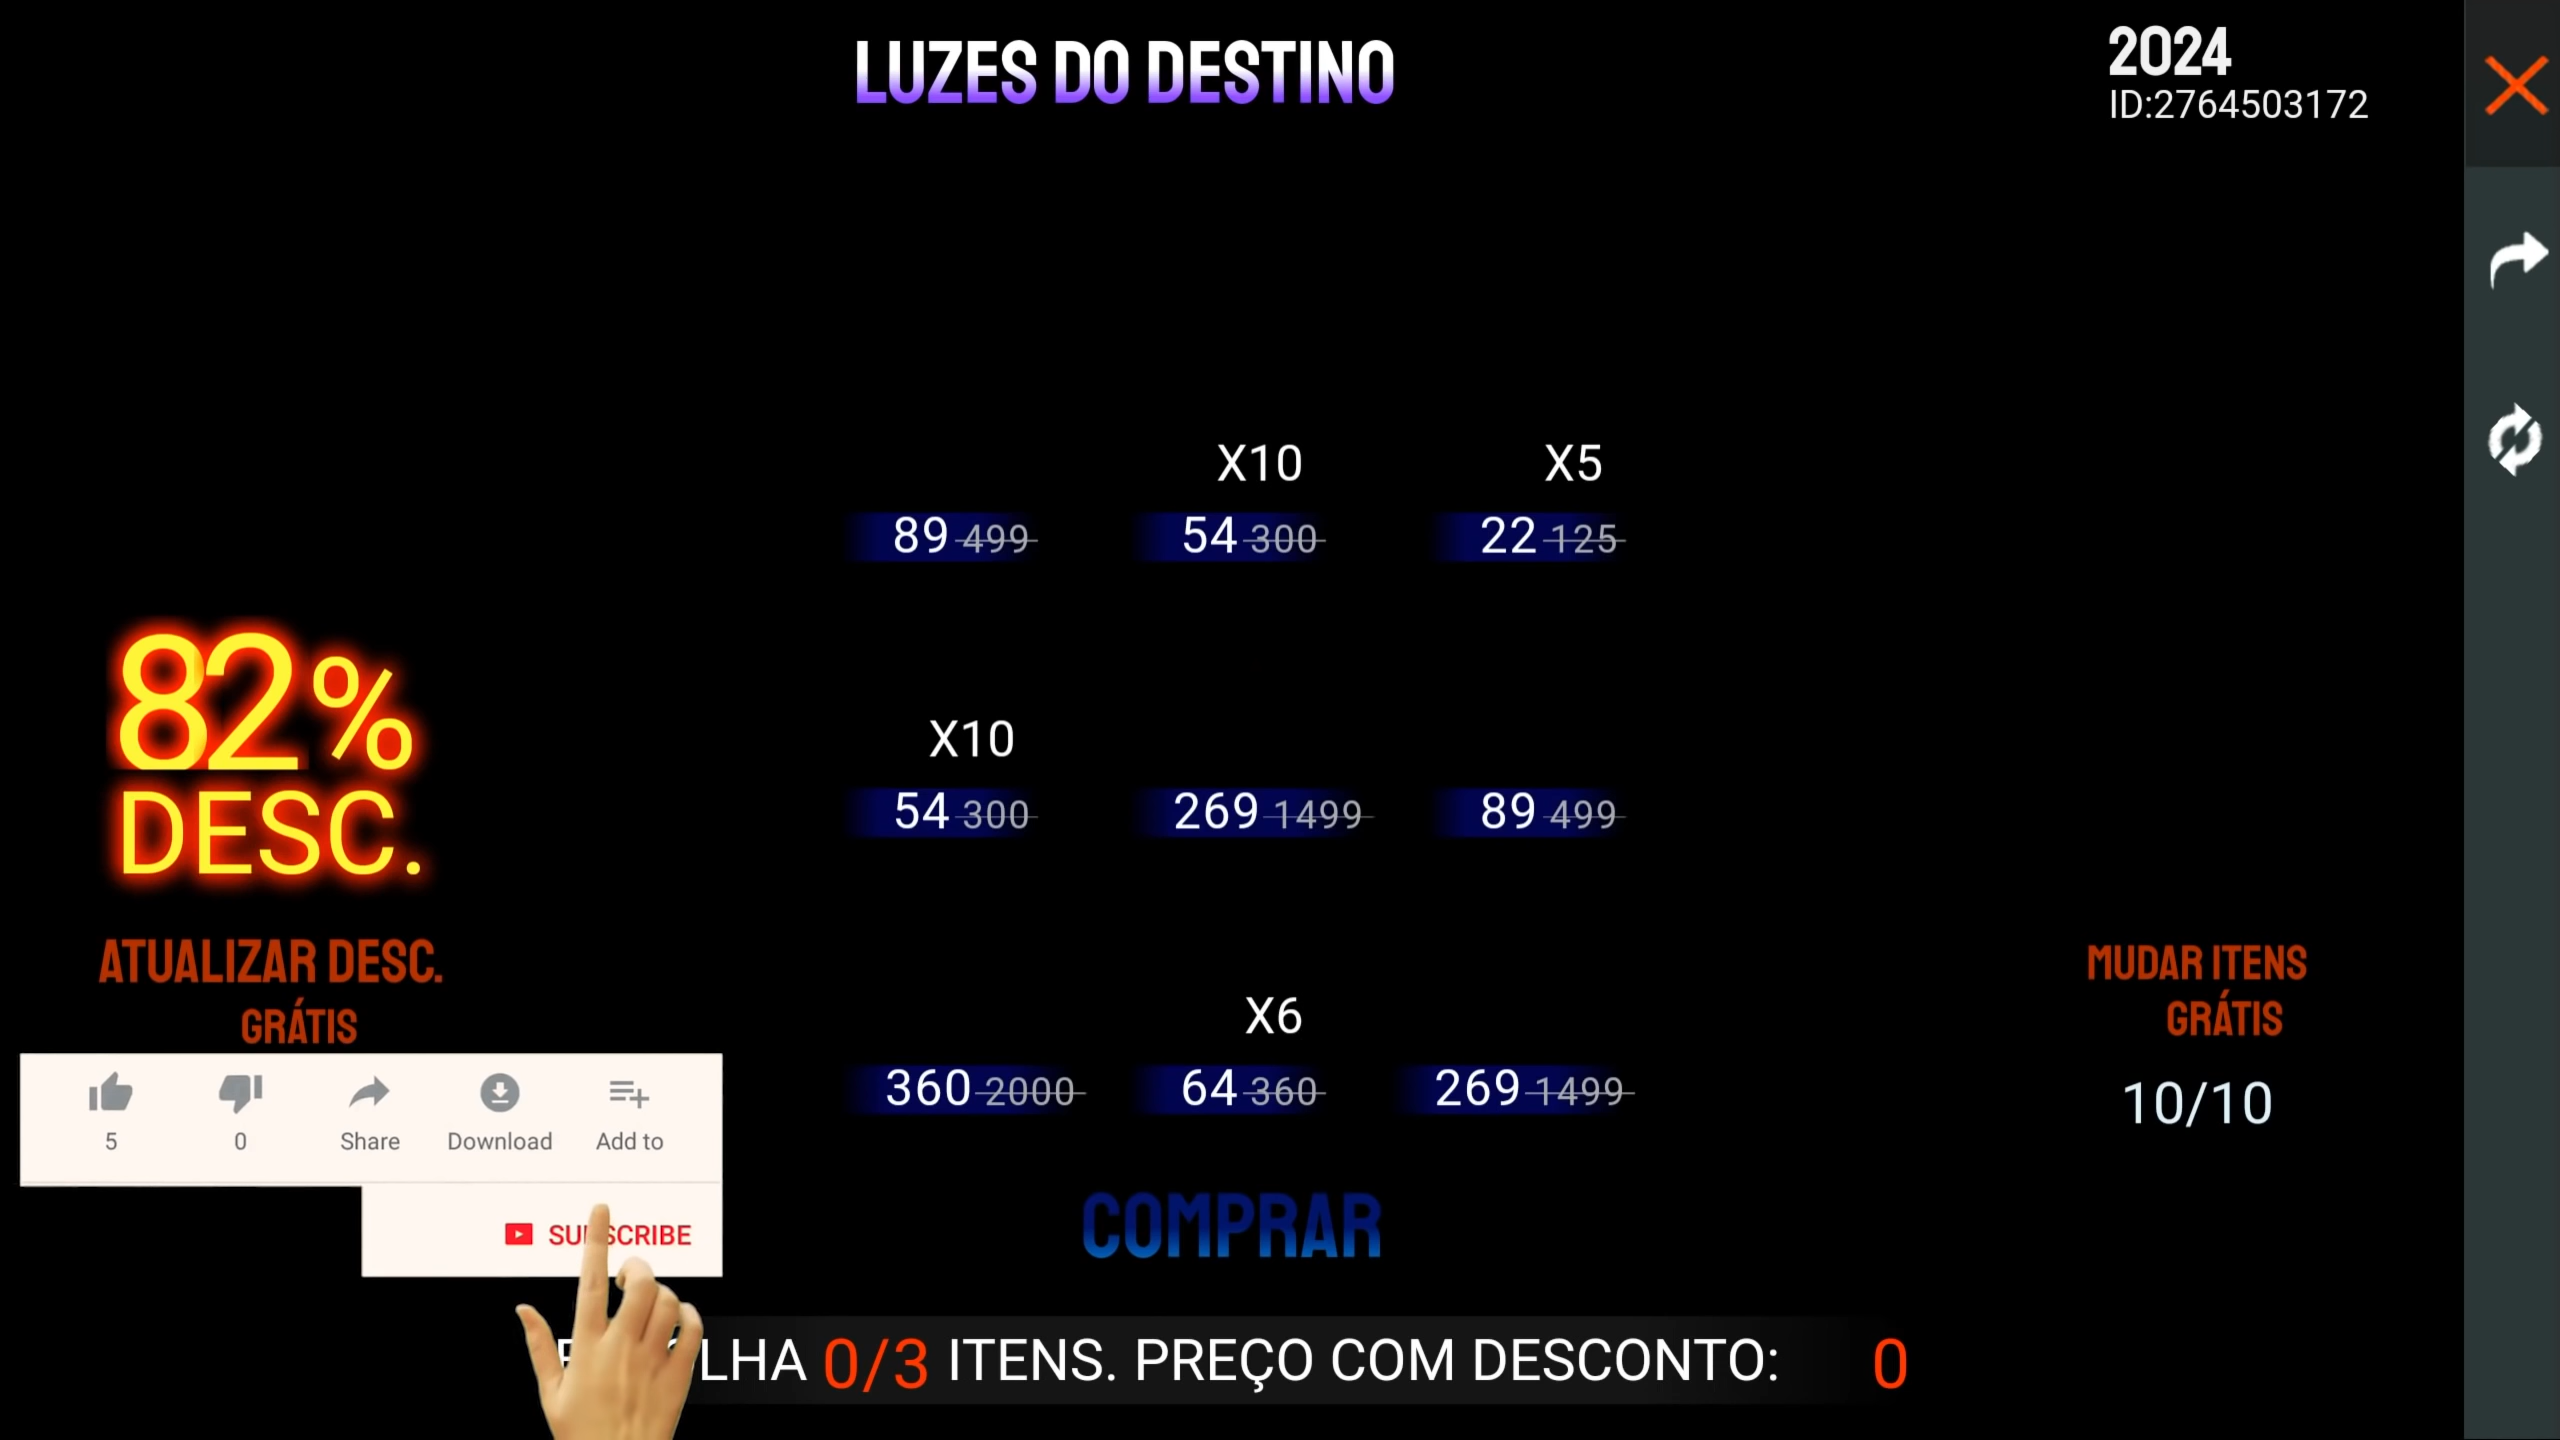 LUZES DO DESTINO
2024
ID:2764503172
X10 X5
89 499 54 300 22 125
82%
DESC.
X10
54 300 269 1499 89 499
ATUALIZAR DESC.
GRÁTIS
MUDAR ITENS
GRÁTIS
10/10
X6
360 2000 64 360 269 1499
5 0 Share Download Add to
SUBSCRIBE
COMPRAR
0/3 ITENS. PREÇO COM DESCONTO: 0